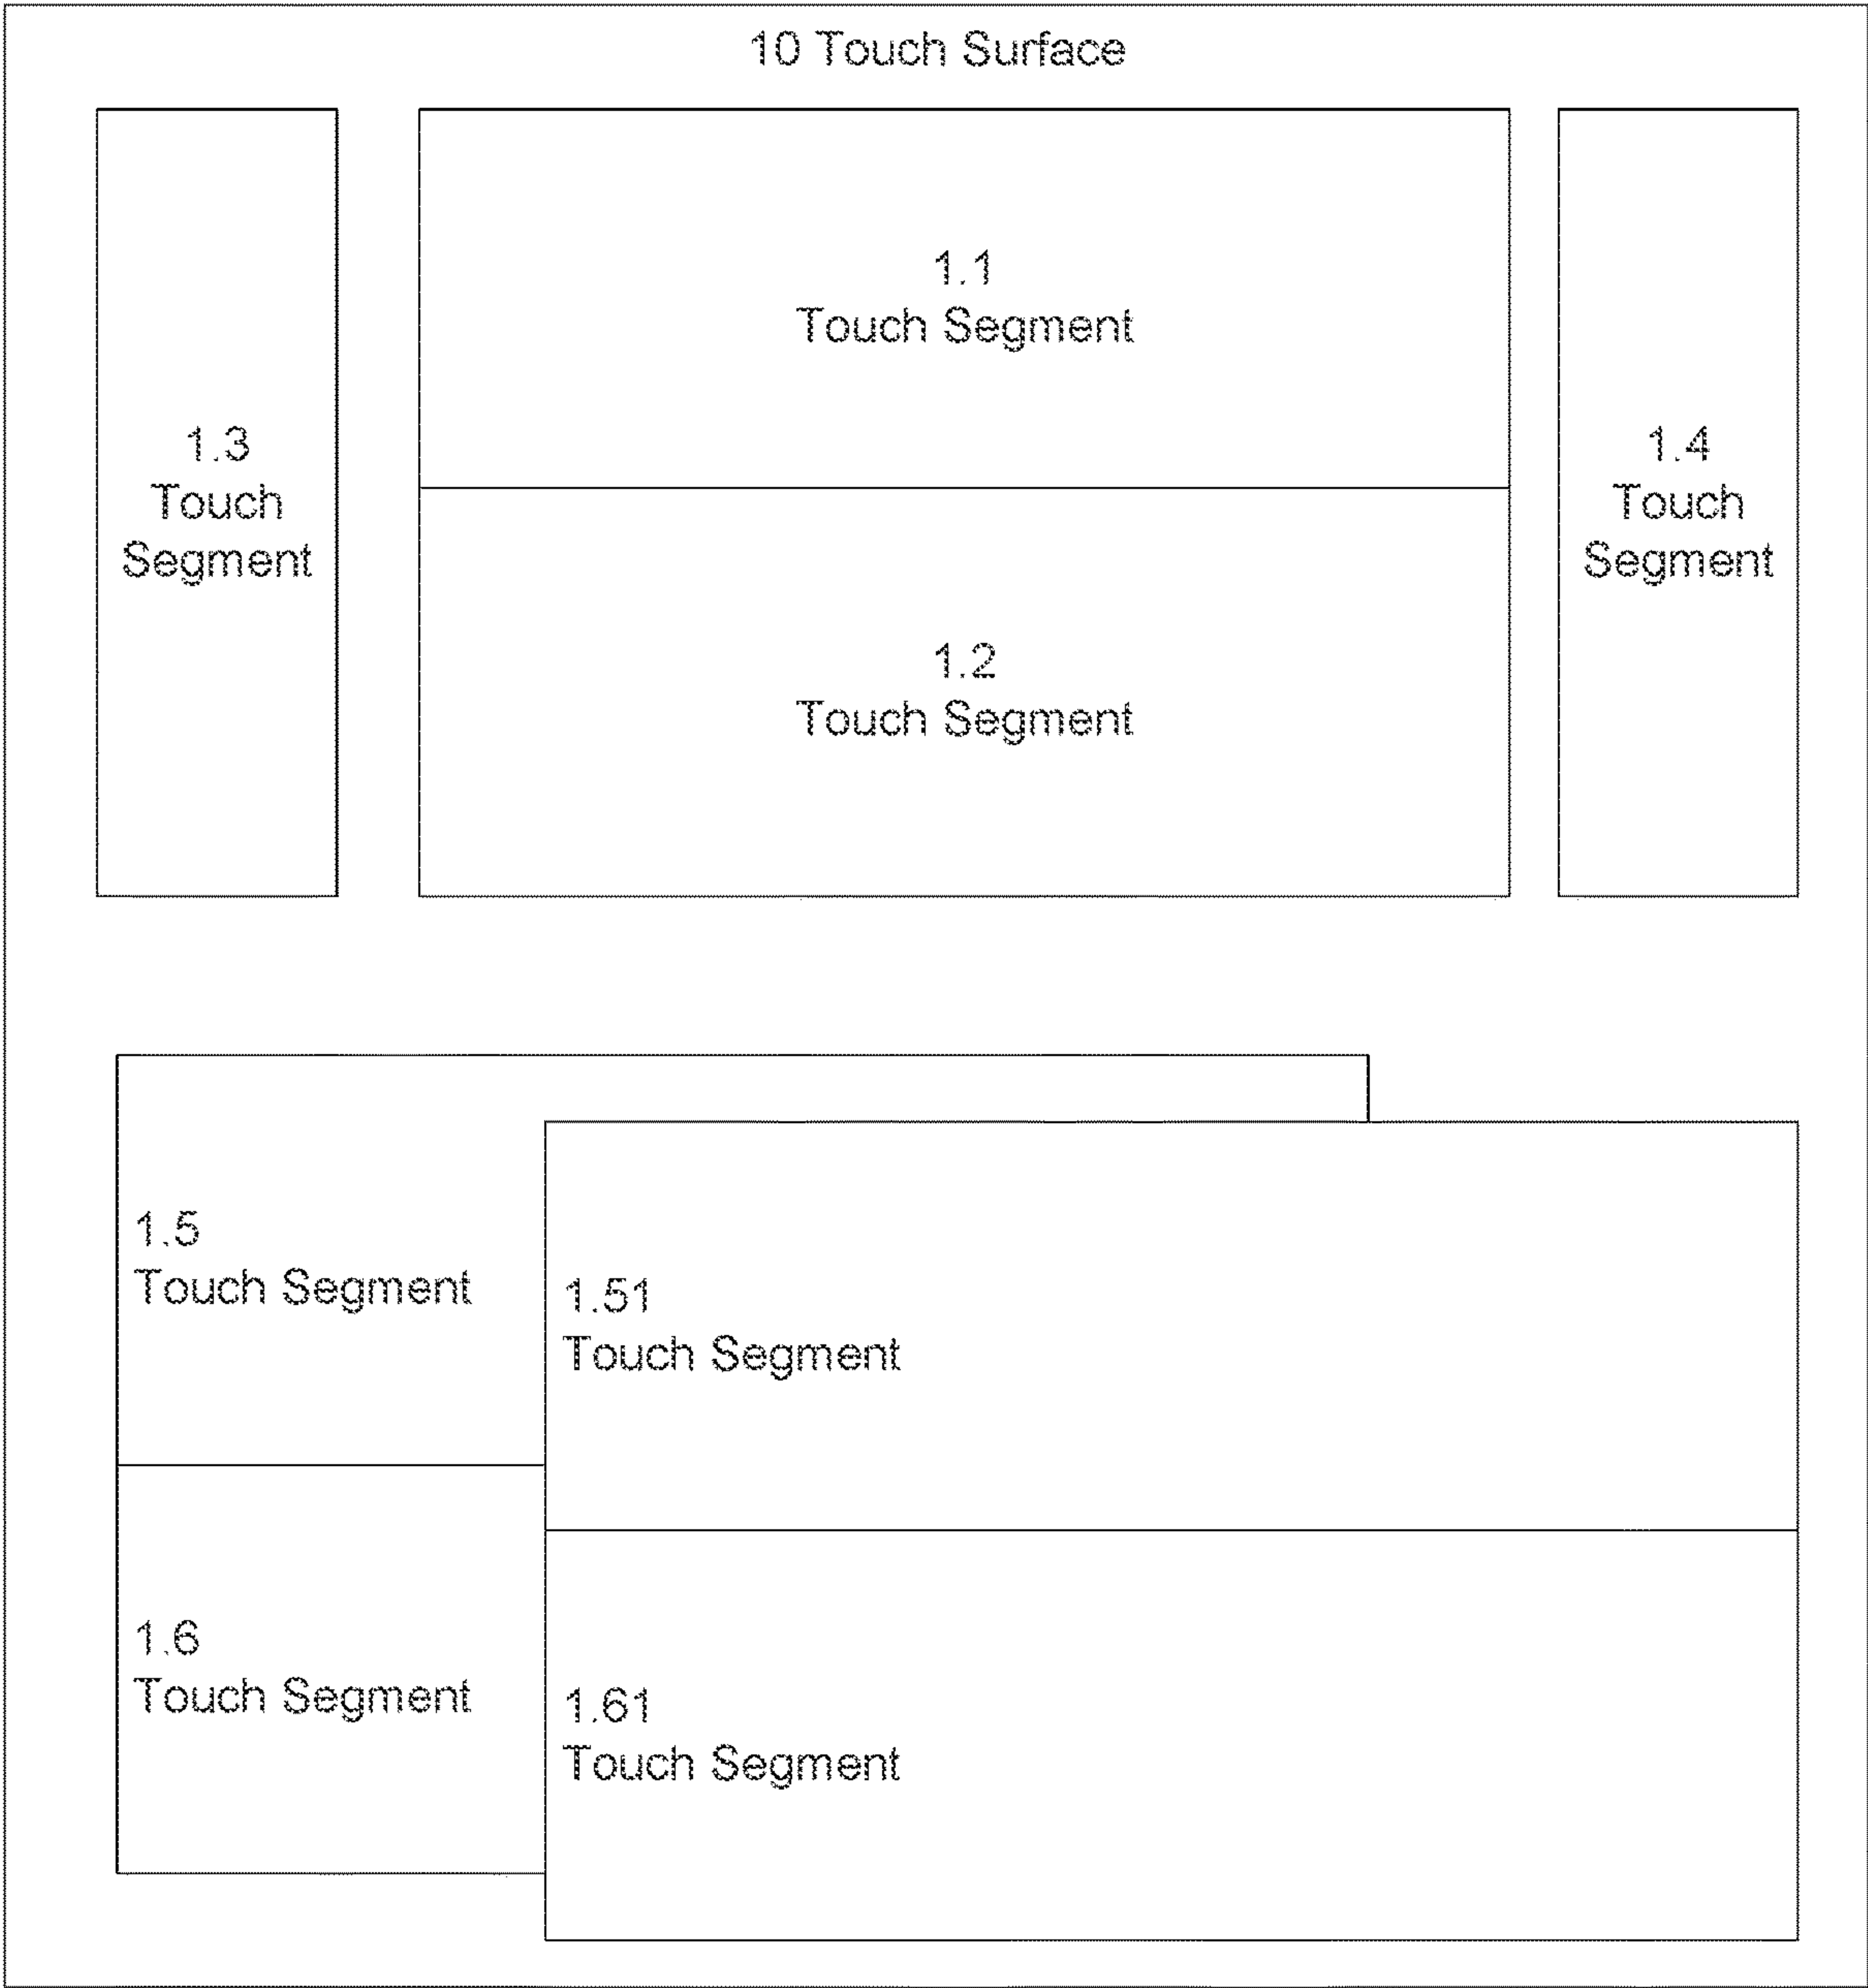 10 Touch Surface
1.1
Touch Segment
1.3
Touch
Segment
1.4
Touch
Segment
1.2
Touch Segment
1.5
Touch Segment
1.51
Touch Segment
1.6
Touch Segment
1.61
Touch Segment